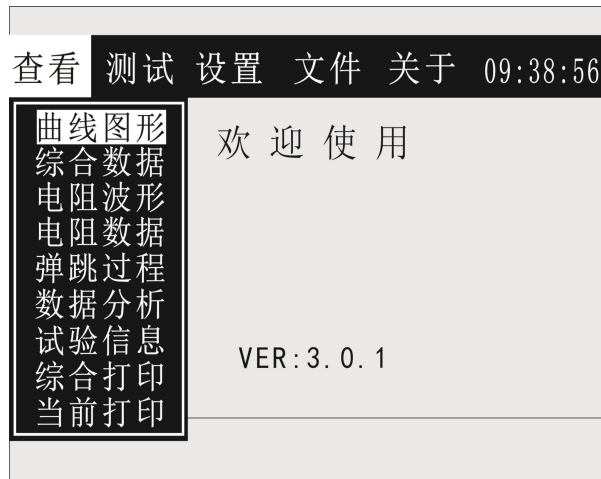 查看 测试 设置 文件 关于 09:38:56
曲线图形
综合数据
电阻波形
电阻数据
弹跳过程
数据分析
试验信息
综合打印
当前打印
欢迎使用
VER:3.0.1